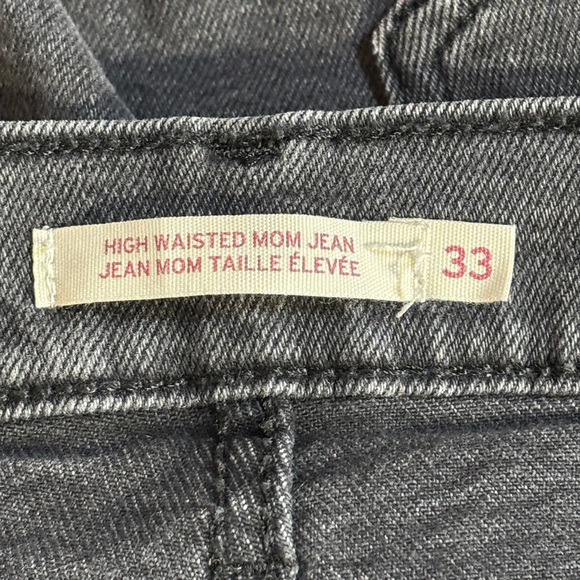 HIGH WAISTED MOM JEAN
JEAN MOM TAILLE ÉLEVÉE
33